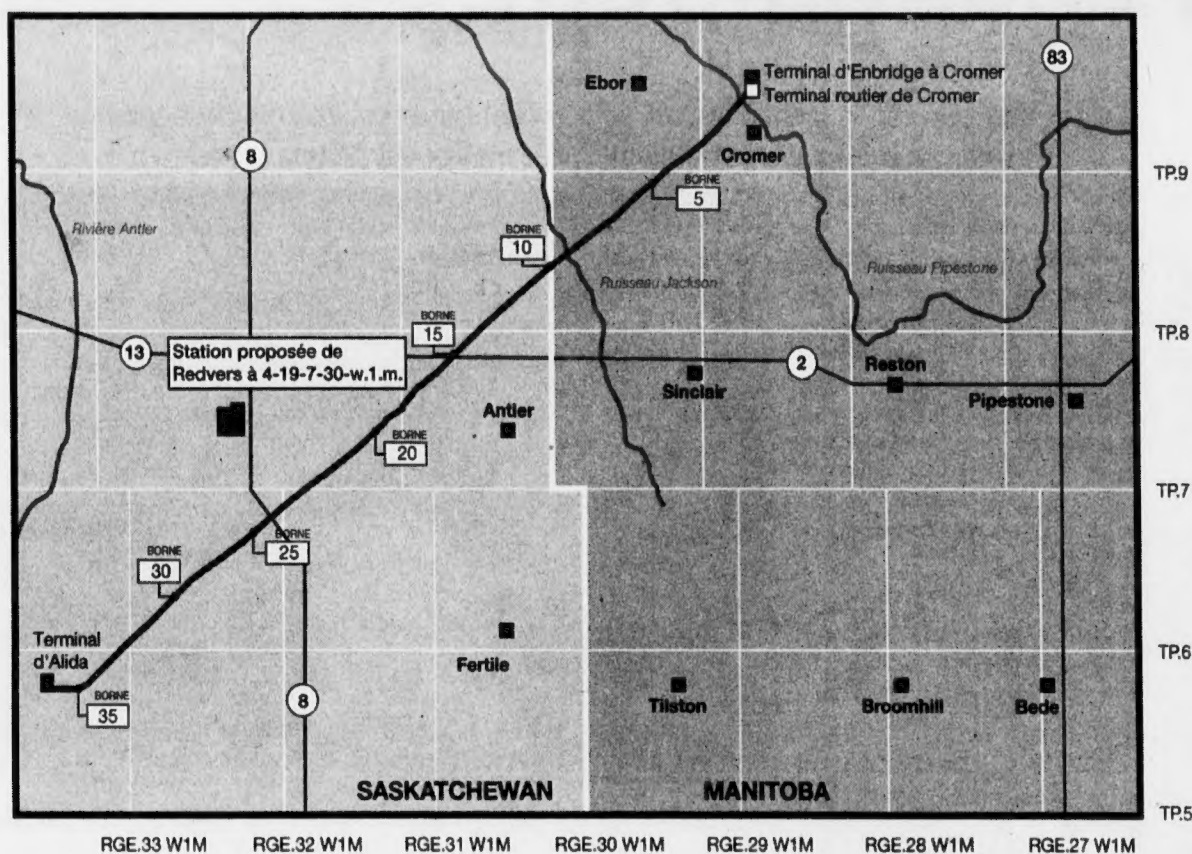 83
Ebor
Terminal d'Enbridge à Cromer
Terminal routier de Cromer
Cromer
8
TP.9
BORNE
5
Rivière Antler
BORNE
10
Ruisseau Jackson
Ruisseau Pipestone
BORNE
15
TP.8
13
Station proposée de
Redvers à 4-19-7-30-w.1.m.
2
Sinclair
Reston
Pipestone
Antler
BORNE
20
TP.7
BORNE
25
BORNE
30
Terminal
d'Alida
Fertile
TP.6
BORNE
35
8
Tilston
Broomhill
Bede
SASKATCHEWAN
MANITOBA
TP.5
RGE.33 W1M
RGE.32 W1M
RGE.31 W1M
RGE.30 W1M
RGE.29 W1M
RGE.28 W1M
RGE.27 W1M